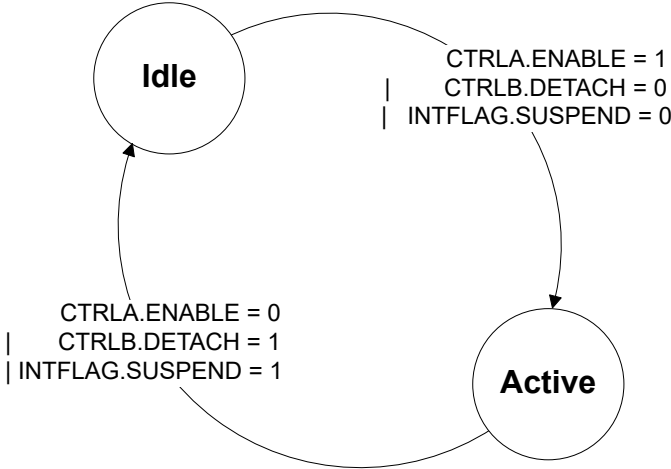 Idle
CTRLA.ENABLE = 1
| CTRLB.DETACH = 0
| INTFLAG.SUSPEND = 0
CTRLA.ENABLE = 0
| CTRLB.DETACH = 1
| INTFLAG.SUSPEND = 1
Active